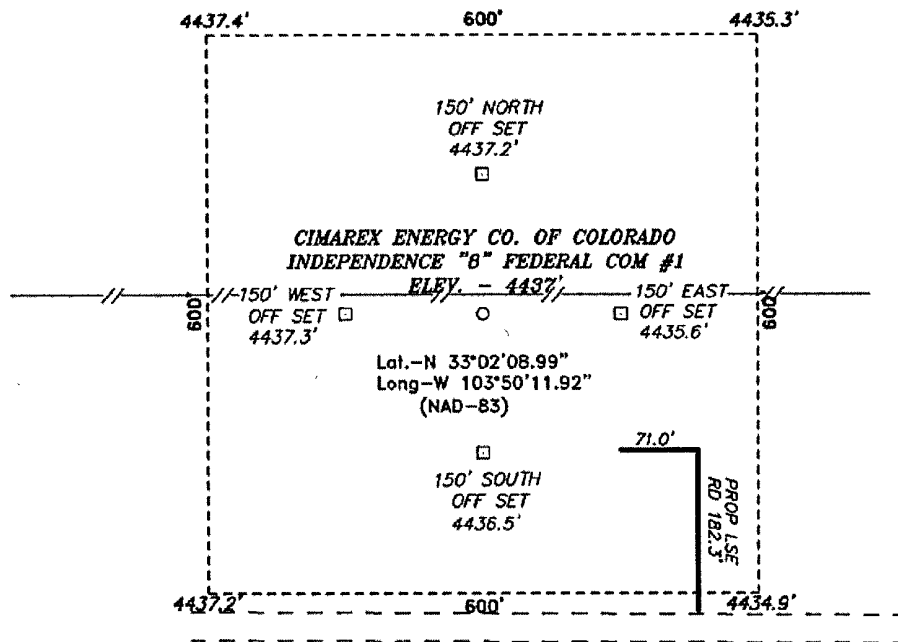 4437.4' 600' 4435.3'
150' NORTH
OFF SET
4437.2'
CIMAREX ENERGY CO. OF COLORADO
INDEPENDENCE "8" FEDERAL COM #1
ELEV. - 4437'
600'
150' WEST
OFF SET
4437.3'
150' EAST
OFF SET
4435.6'
600'
Lat.-N 33°02'08.99"
Long-W 103°50'11.92"
(NAD-83)
71.0'
150' SOUTH
OFF SET
4436.5'
PROP LSE
RD 182.3'
4437.2' 600' 4434.9'